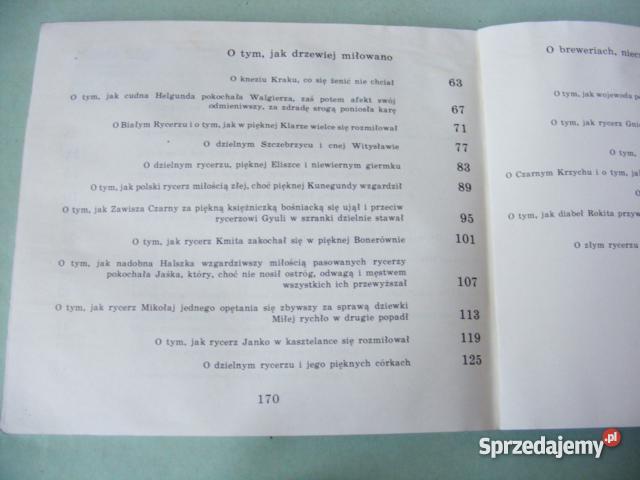 O tym, jak drzewiej miłowano
O kneziu Kraku, co się żenić nie chciał 63
O tym, jak cudna Helgunda pokochała Walgierza, zaś potem afekt swój
odmieniwszy, za zdradę srogą poniosła karę 67
O Białym Rycerzu i o tym, jak w pięknej Klarze wielce się rozmiłował 71
O dzielnym Szczebrzycu i cnej Witysławie 77
O dzielnym rycerzu, pięknej Eliszce i niewiernym giermku 83
O tym, jak polski rycerz miłością złej, choć pięknej Kunegundy wzgardził 89
O tym, jak Zawisza Czarny za piękną księżniczką bośniacką się ujął i przeciw
rycerzowi Gyuli w szranki dzielnie stawał 95
O tym, jak rycerz Kmita zakochał się w pięknej Bonerównie 101
O tym, jak nadobna Halszka wzgardziwszy miłością pasowanych rycerzy
pokochała Jaśka, który, choć nie nosił ostróg, odwagą i męstwem
wszystkich ich przewyższał 107
O tym, jak rycerz Mikołaj jednego opętania się zbywszy za sprawą dziewki
Miłej rychło w drugie popadł 113
O tym, jak rycerz Janko w kasztelance się rozmiłował 119
O dzielnym rycerzu i jego pięknych córkach 125
170
O breweriach, niec
O tym, jak wojewoda po
O tym, jak rycerz Gni
O tym,
O Czarnym Krzychu i o tym, ja
O
O tym, jak diabeł Rokita przyw
O złym rycerzu
Sprzedajemy.pl